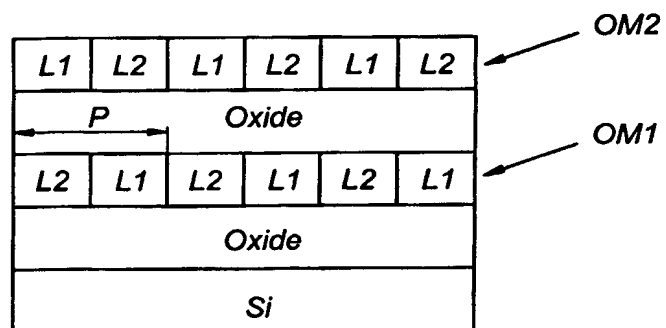 OM2
L1 L2 L1 L2 L1 L2
P Oxide
OM1
L2 L1 L2 L1 L2 L1
Oxide
Si